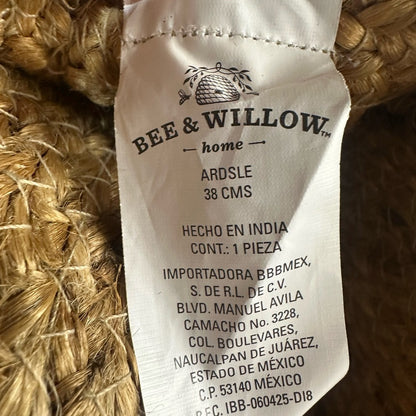 BEE & WILLOW™
home
ARDSLE
38 CMS
HECHO EN INDIA
CONT.: 1 PIEZA
IMPORTADORA BBBMEX,
S. DE R.L. DE C.V.
BLVD. MANUEL AVILA
CAMACHO No. 3228,
COL. BOULEVARES,
NAUCALPAN DE JUÁREZ,
ESTADO DE MÉXICO
C.P. 53140 MÉXICO
R.F.C. IBB-060425-DI8